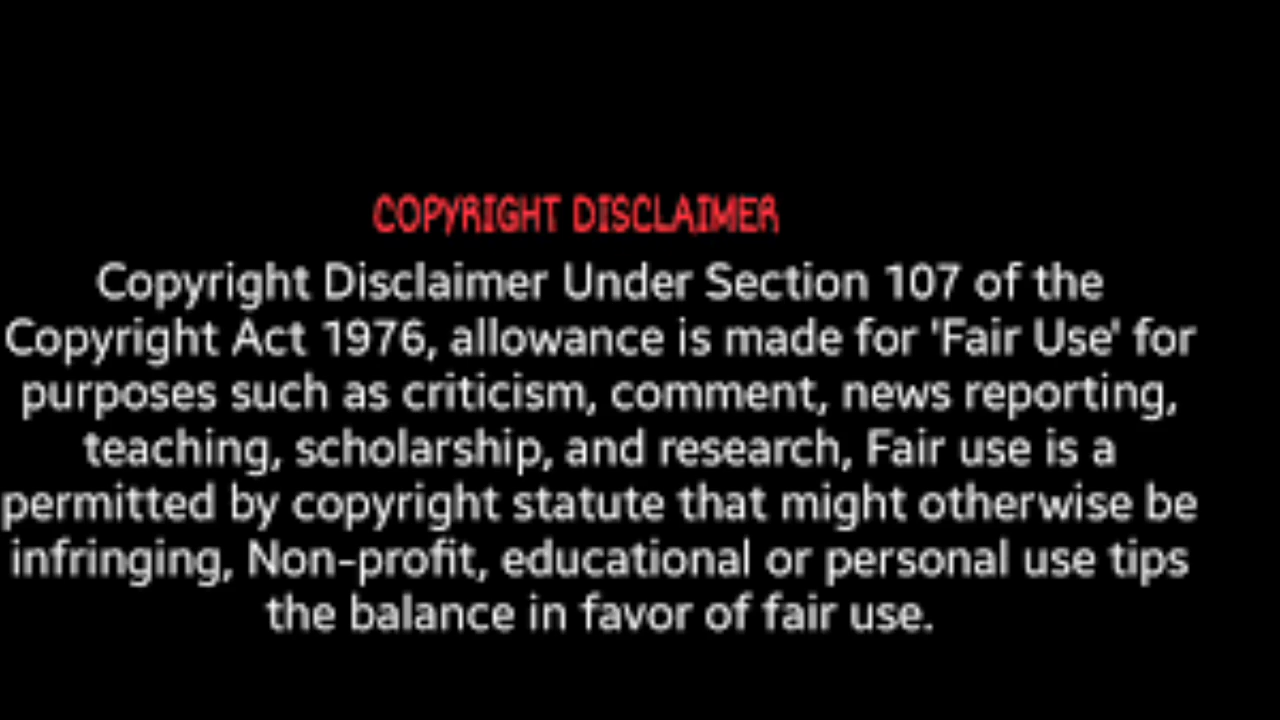 COPYRIGHT DISCLAIMER
Copyright Disclaimer Under Section 107 of the
Copyright Act 1976, allowance is made for 'Fair Use' for
purposes such as criticism, comment, news reporting,
teaching, scholarship, and research, Fair use is a
permitted by copyright statute that might otherwise be
infringing, Non-profit, educational or personal use tips
the balance in favor of fair use.